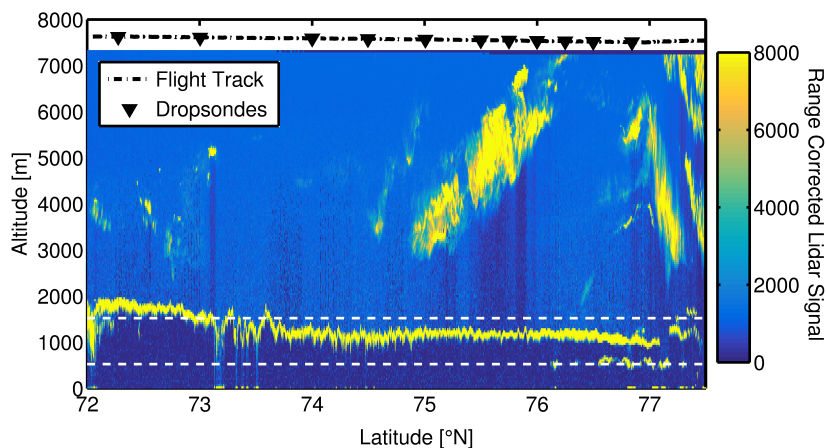 8000
7000
6000
5000
4000
3000
2000
1000
0
Altitude [m]
Flight Track
Dropsondes
72 73 74 75 76 77
Latitude [°N]
8000
6000
4000
2000
0
Range Corrected Lidar Signal